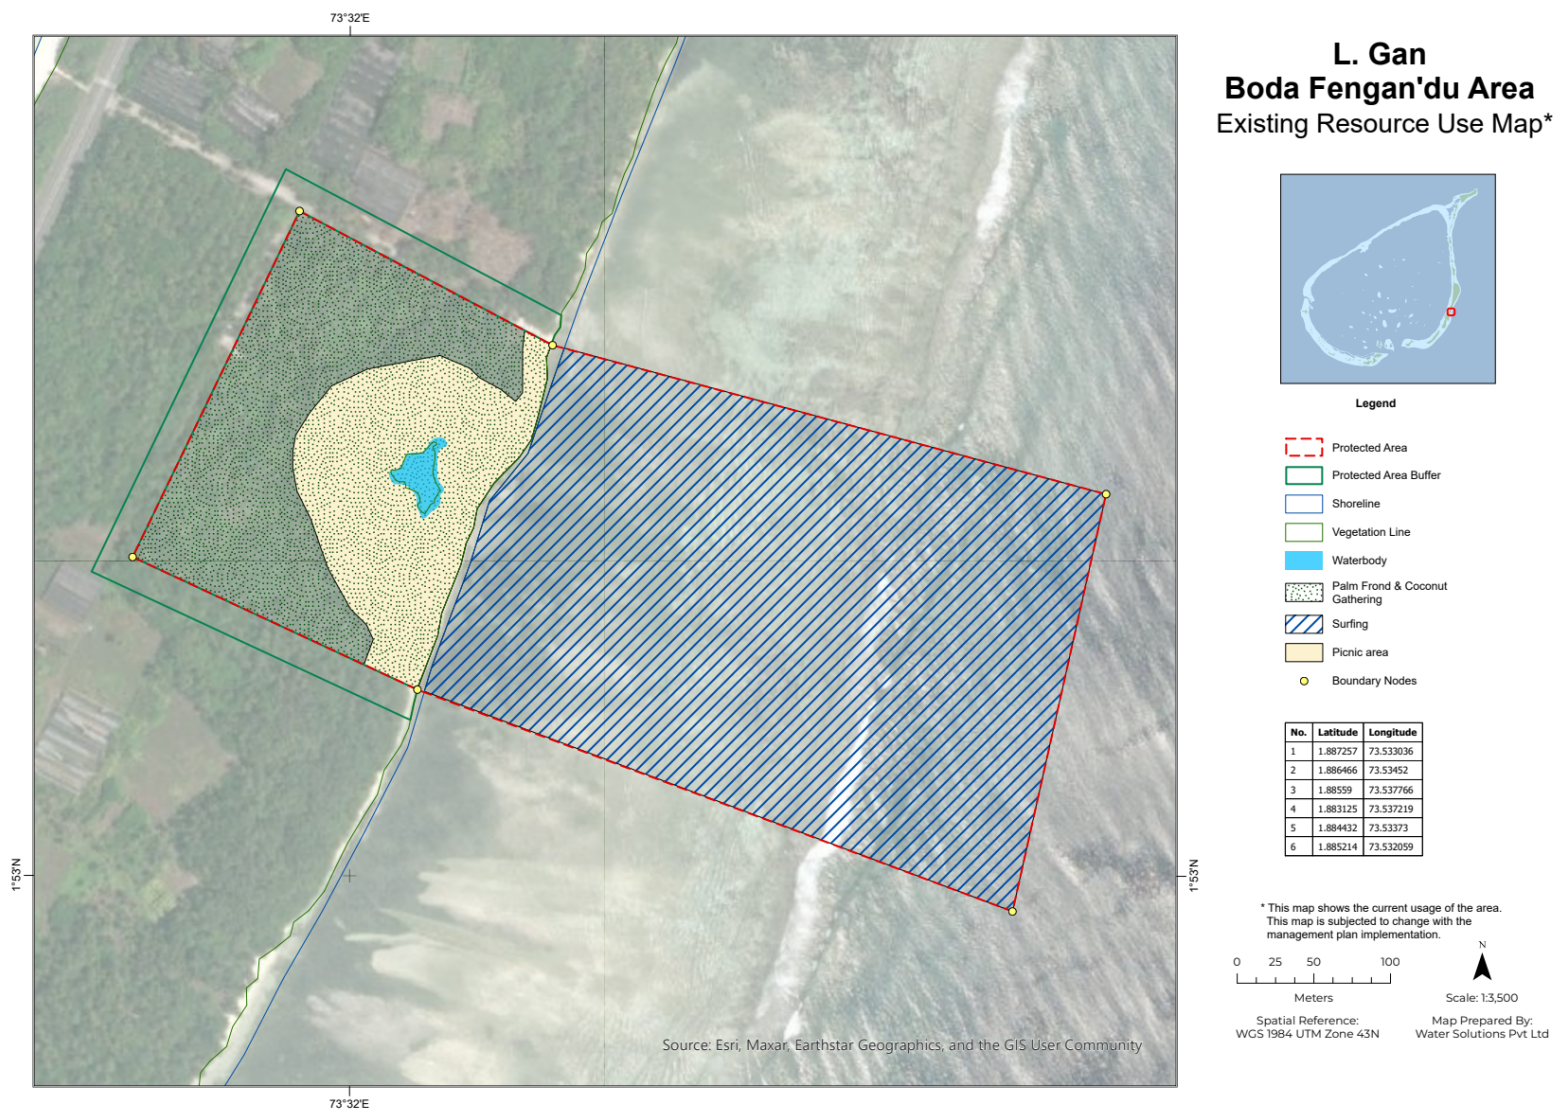 73°32'E
L. Gan
Boda Fengan'du Area
Existing Resource Use Map*
Legend
Protected Area
Protected Area Buffer
Shoreline
Vegetation Line
Waterbody
Palm Frond & Coconut
Gathering
Surfing
Picnic area
Boundary Nodes
No. Latitude Longitude
1 1.887257 73.533036
2 1.886466 73.53452
3 1.88559 73.537766
4 1.883125 73.537219
5 1.884432 73.53373
6 1.885214 73.532059
1°53'N
1°53'N
* This map shows the current usage of the area.
This map is subjected to change with the
management plan implementation.
N
0 25 50 100
Meters
Scale: 1:3,500
Spatial Reference:
WGS 1984 UTM Zone 43N
Map Prepared By:
Water Solutions Pvt Ltd
Source: Esri, Maxar, Earthstar Geographics, and the GIS User Community
73°32'E